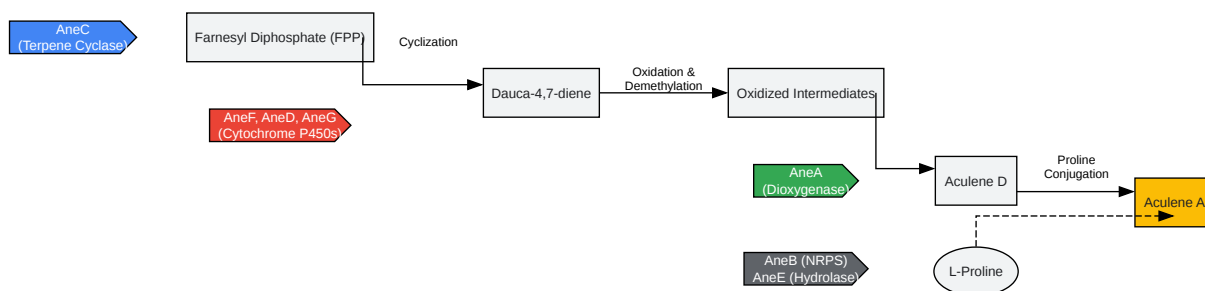 AneC
(Terpene Cyclase)
Farnesyl Diphosphate (FPP)
Cyclization
Dauca-4,7-diene
Oxidation &
Demethylation
Oxidized Intermediates
AneF, AneD, AneG
(Cytochrome P450s)
AneA
(Dioxygenase)
Aculene D
Proline
Conjugation
Aculene A
AneB (NRPS)
AneE (Hydrolase)
L-Proline